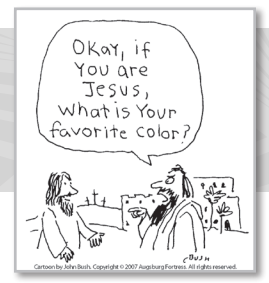 Okay, if
You are
Jesus,
what is Your
favorite color?
BUSH
Cartoon by John Bush. Copyright © 2007 Augsburg Fortress. All rights reserved.